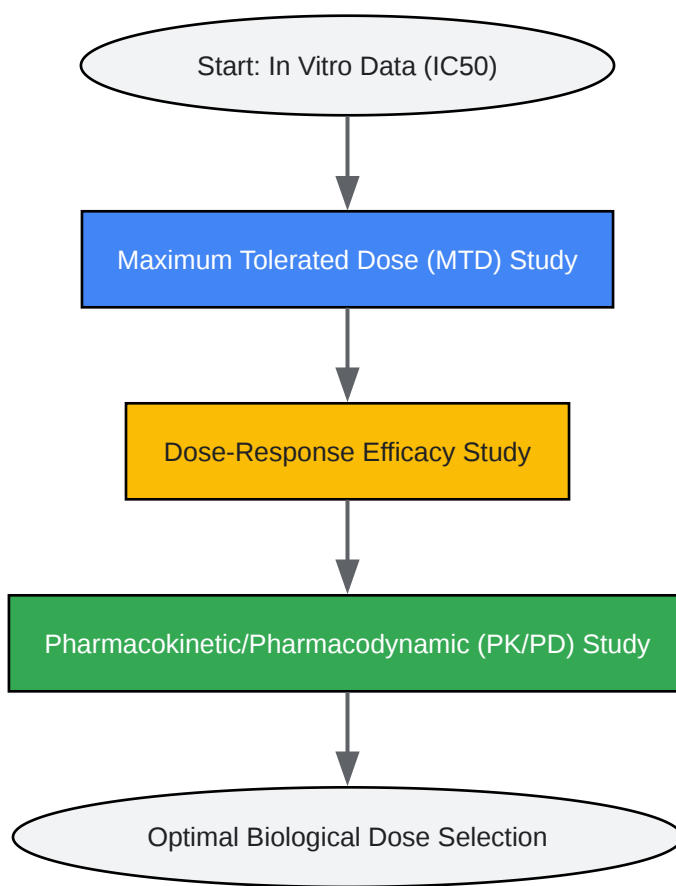 Start: In Vitro Data (IC50)
Maximum Tolerated Dose (MTD) Study
Dose-Response Efficacy Study
Pharmacokinetic/Pharmacodynamic (PK/PD) Study
Optimal Biological Dose Selection